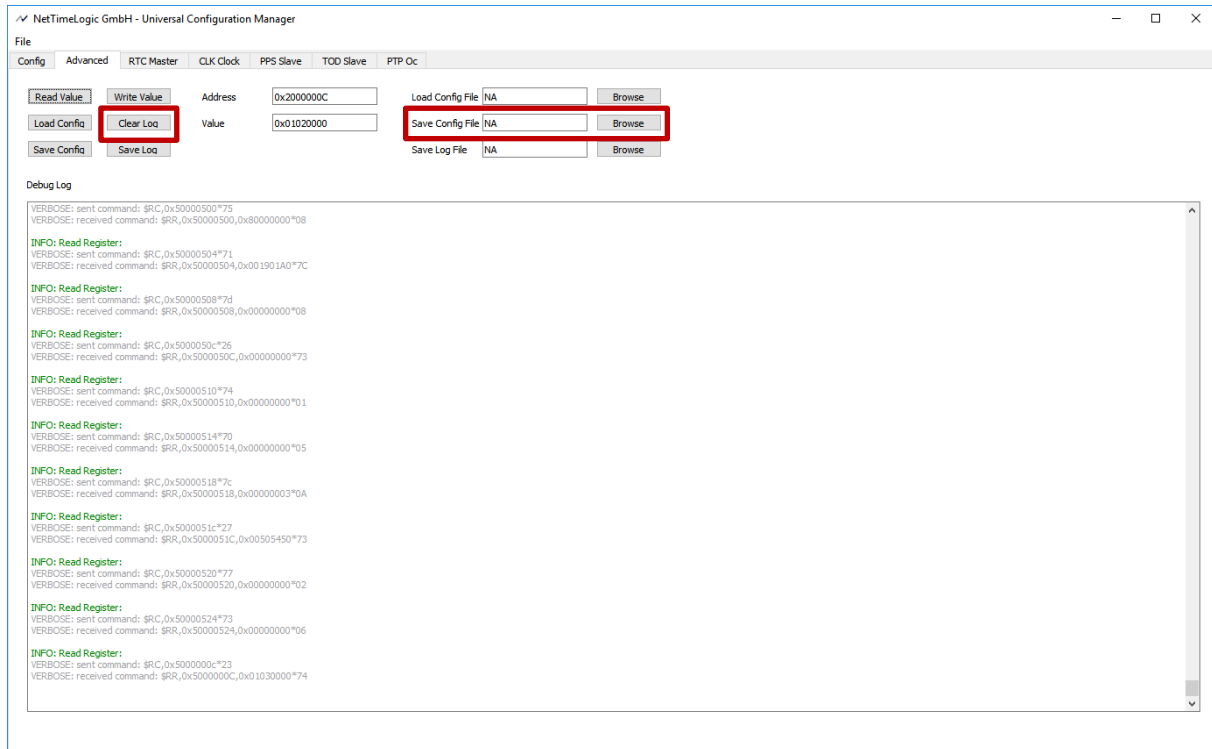 NetTimeLogic GmbH - Universal Configuration Manager
File
Config Advanced RTC Master CLK Clock PPS Slave TOD Slave PTP Oc
Read Value Write Value Address 0x2000000C Load Config File NA Browse
Load Config Clear Log Value 0x01020000 Save Config File NA Browse
Save Config Save Log Save Log File NA Browse
Debug Log
VERBOSE: sent command: $RC,0x50000500*75
VERBOSE: received command: $RR,0x50000500,0x80000000*08
INFO: Read Register:
VERBOSE: sent command: $RC,0x50000504*71
VERBOSE: received command: $RR,0x50000504,0x001901A0*7C
INFO: Read Register:
VERBOSE: sent command: $RC,0x50000508*7d
VERBOSE: received command: $RR,0x50000508,0x00000000*08
INFO: Read Register:
VERBOSE: sent command: $RC,0x5000050c*26
VERBOSE: received command: $RR,0x5000050C,0x00000000*73
INFO: Read Register:
VERBOSE: sent command: $RC,0x50000510*74
VERBOSE: received command: $RR,0x50000510,0x00000000*01
INFO: Read Register:
VERBOSE: sent command: $RC,0x50000514*70
VERBOSE: received command: $RR,0x50000514,0x00000000*05
INFO: Read Register:
VERBOSE: sent command: $RC,0x50000518*7c
VERBOSE: received command: $RR,0x50000518,0x00000003*0A
INFO: Read Register:
VERBOSE: sent command: $RC,0x5000051c*27
VERBOSE: received command: $RR,0x5000051C,0x00505450*73
INFO: Read Register:
VERBOSE: sent command: $RC,0x50000520*77
VERBOSE: received command: $RR,0x50000520,0x00000000*02
INFO: Read Register:
VERBOSE: sent command: $RC,0x50000524*73
VERBOSE: received command: $RR,0x50000524,0x00000000*06
INFO: Read Register:
VERBOSE: sent command: $RC,0x5000000c*23
VERBOSE: received command: $RR,0x5000000C,0x01030000*74